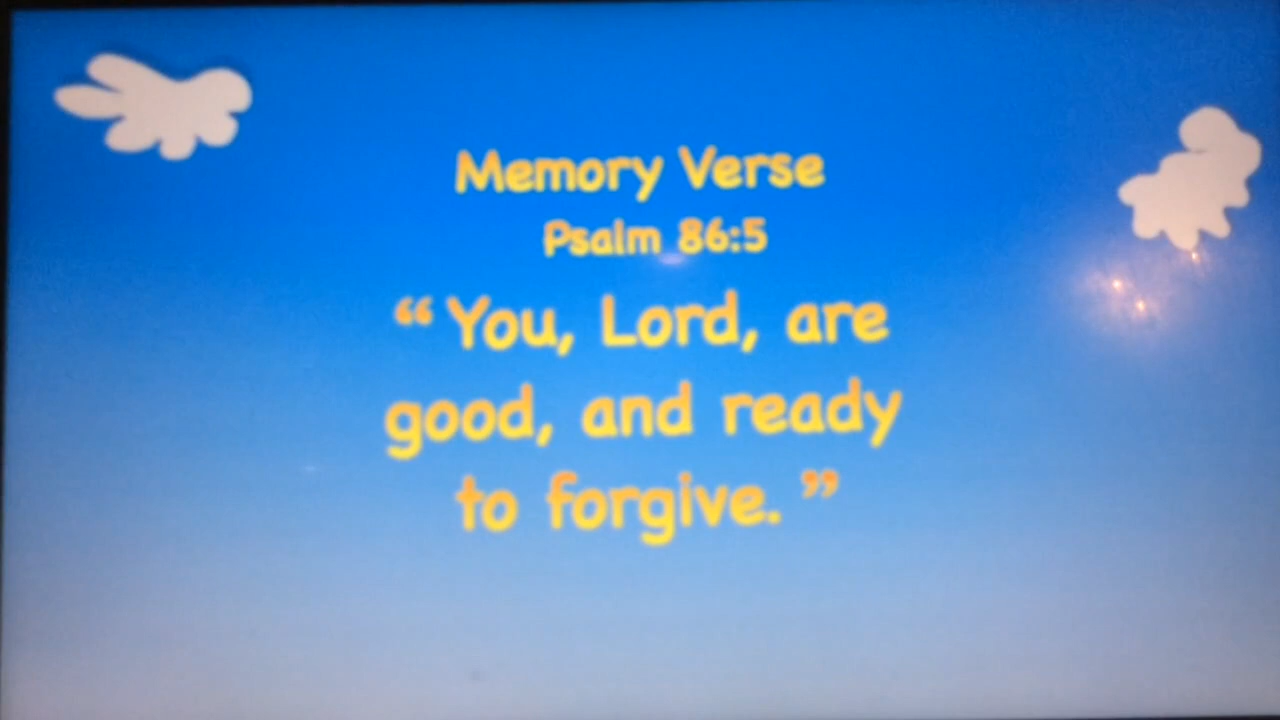 Memory Verse
Psalm 86:5
“ You, Lord, are
good, and ready
to forgive. ”